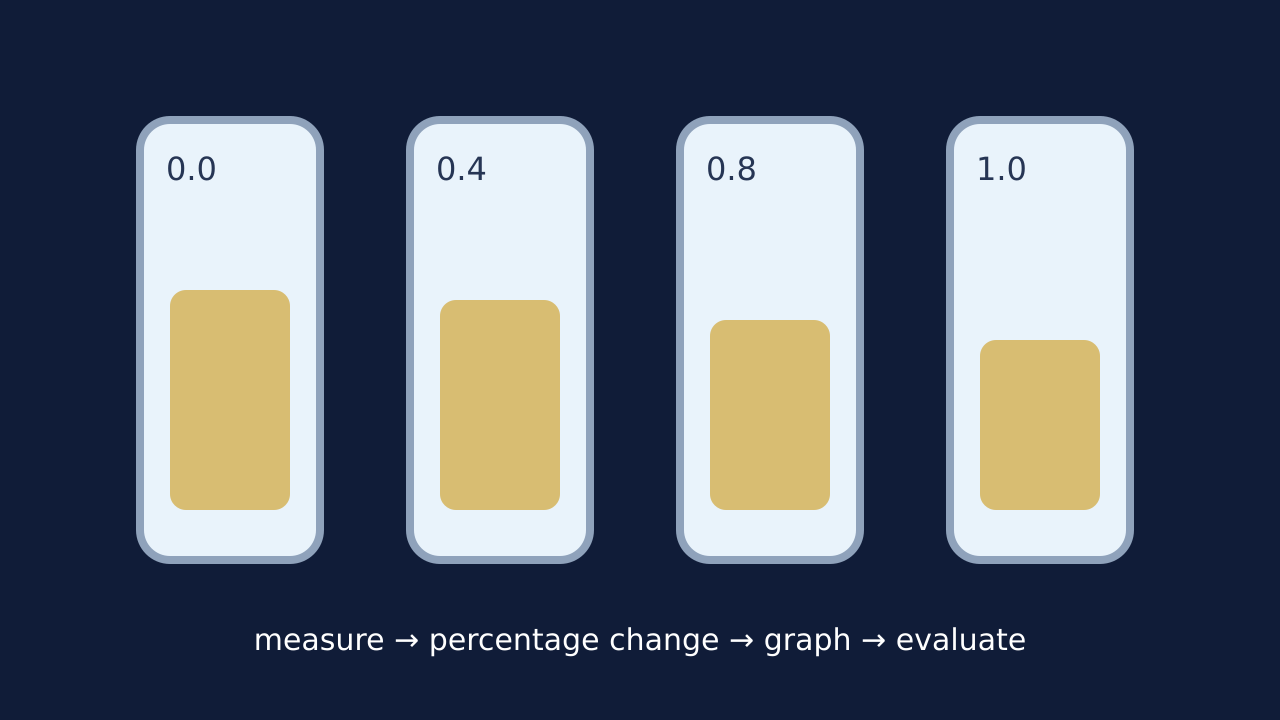 0.0 0.4 0.8 1.0
measure → percentage change → graph → evaluate